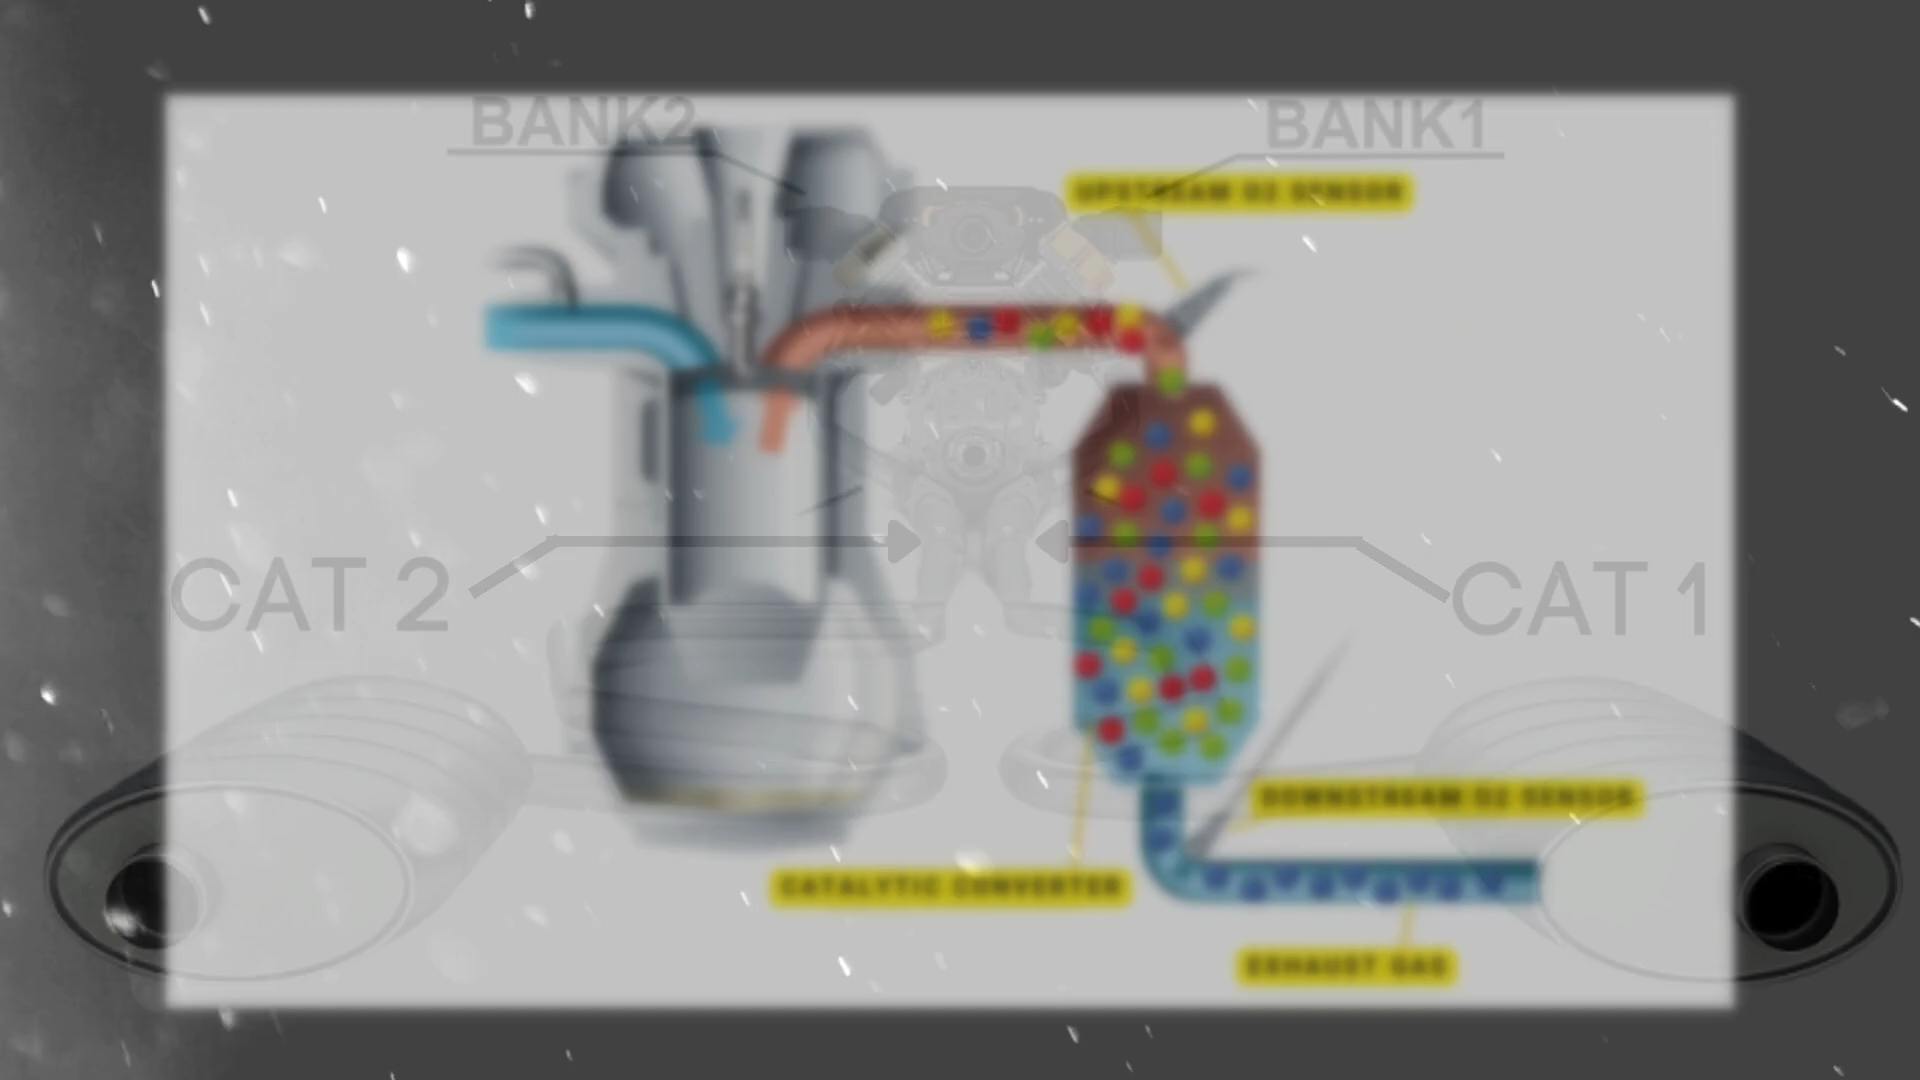 BANK2
BANK1
UPSTREAM O2 SENSOR
CAT 2
CAT 1
DOWNSTREAM O2 SENSOR
CATALYTIC CONVERTER
EXHAUST GAS